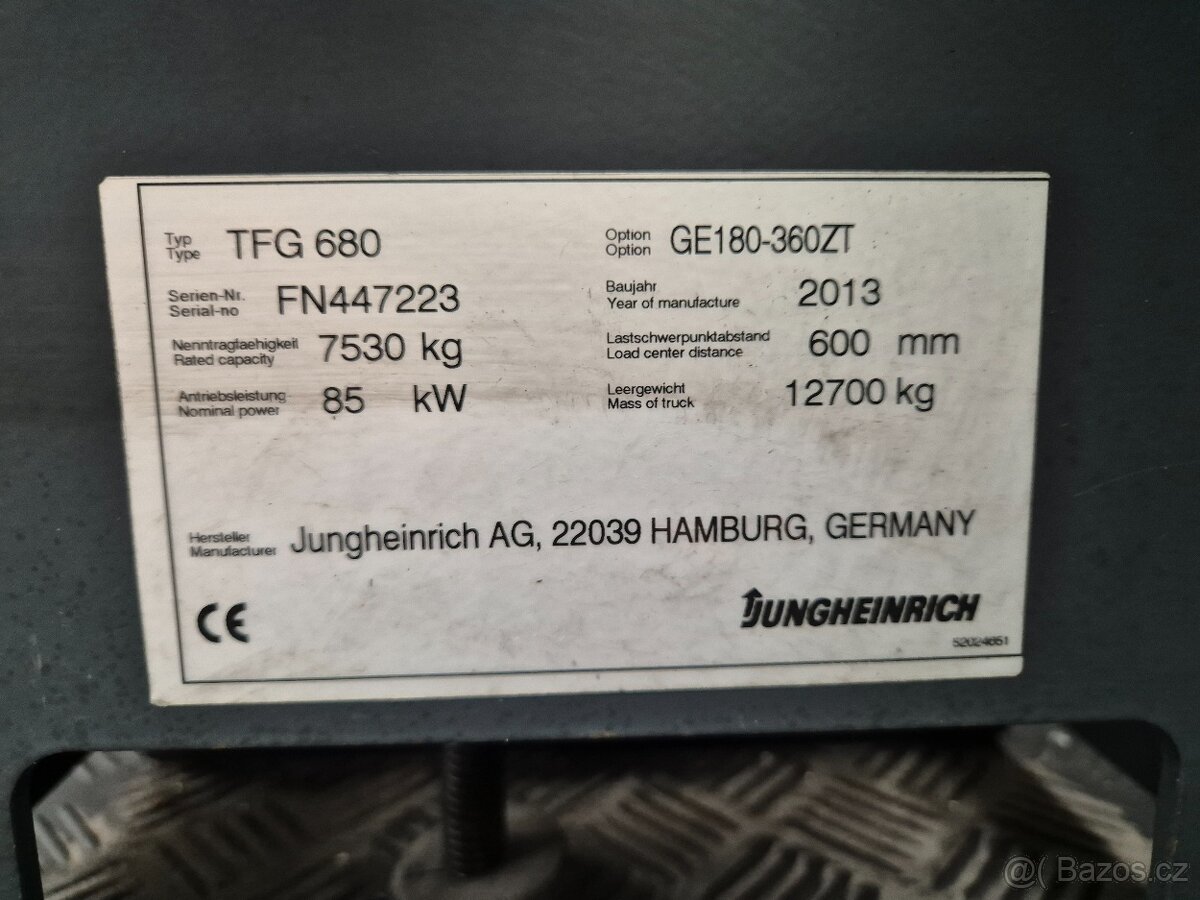 Typ TFG 680
Type
Option GE180-360ZT
Option
Serien-Nr. FN447223
Serial-no
Baujahr 2013
Year of manufacture
Nenntragfaehigkeit 7530 kg
Rated capacity
Lastschwerpunktabstand 600 mm
Load center distance
Antriebsleistung 85 kW
Nominal power
Leergewicht 12700 kg
Mass of truck
Hersteller Jungheinrich AG, 22039 HAMBURG, GERMANY
Manufacturer
CE
JUNGHEINRICH
52024651
@( Bazos.cz